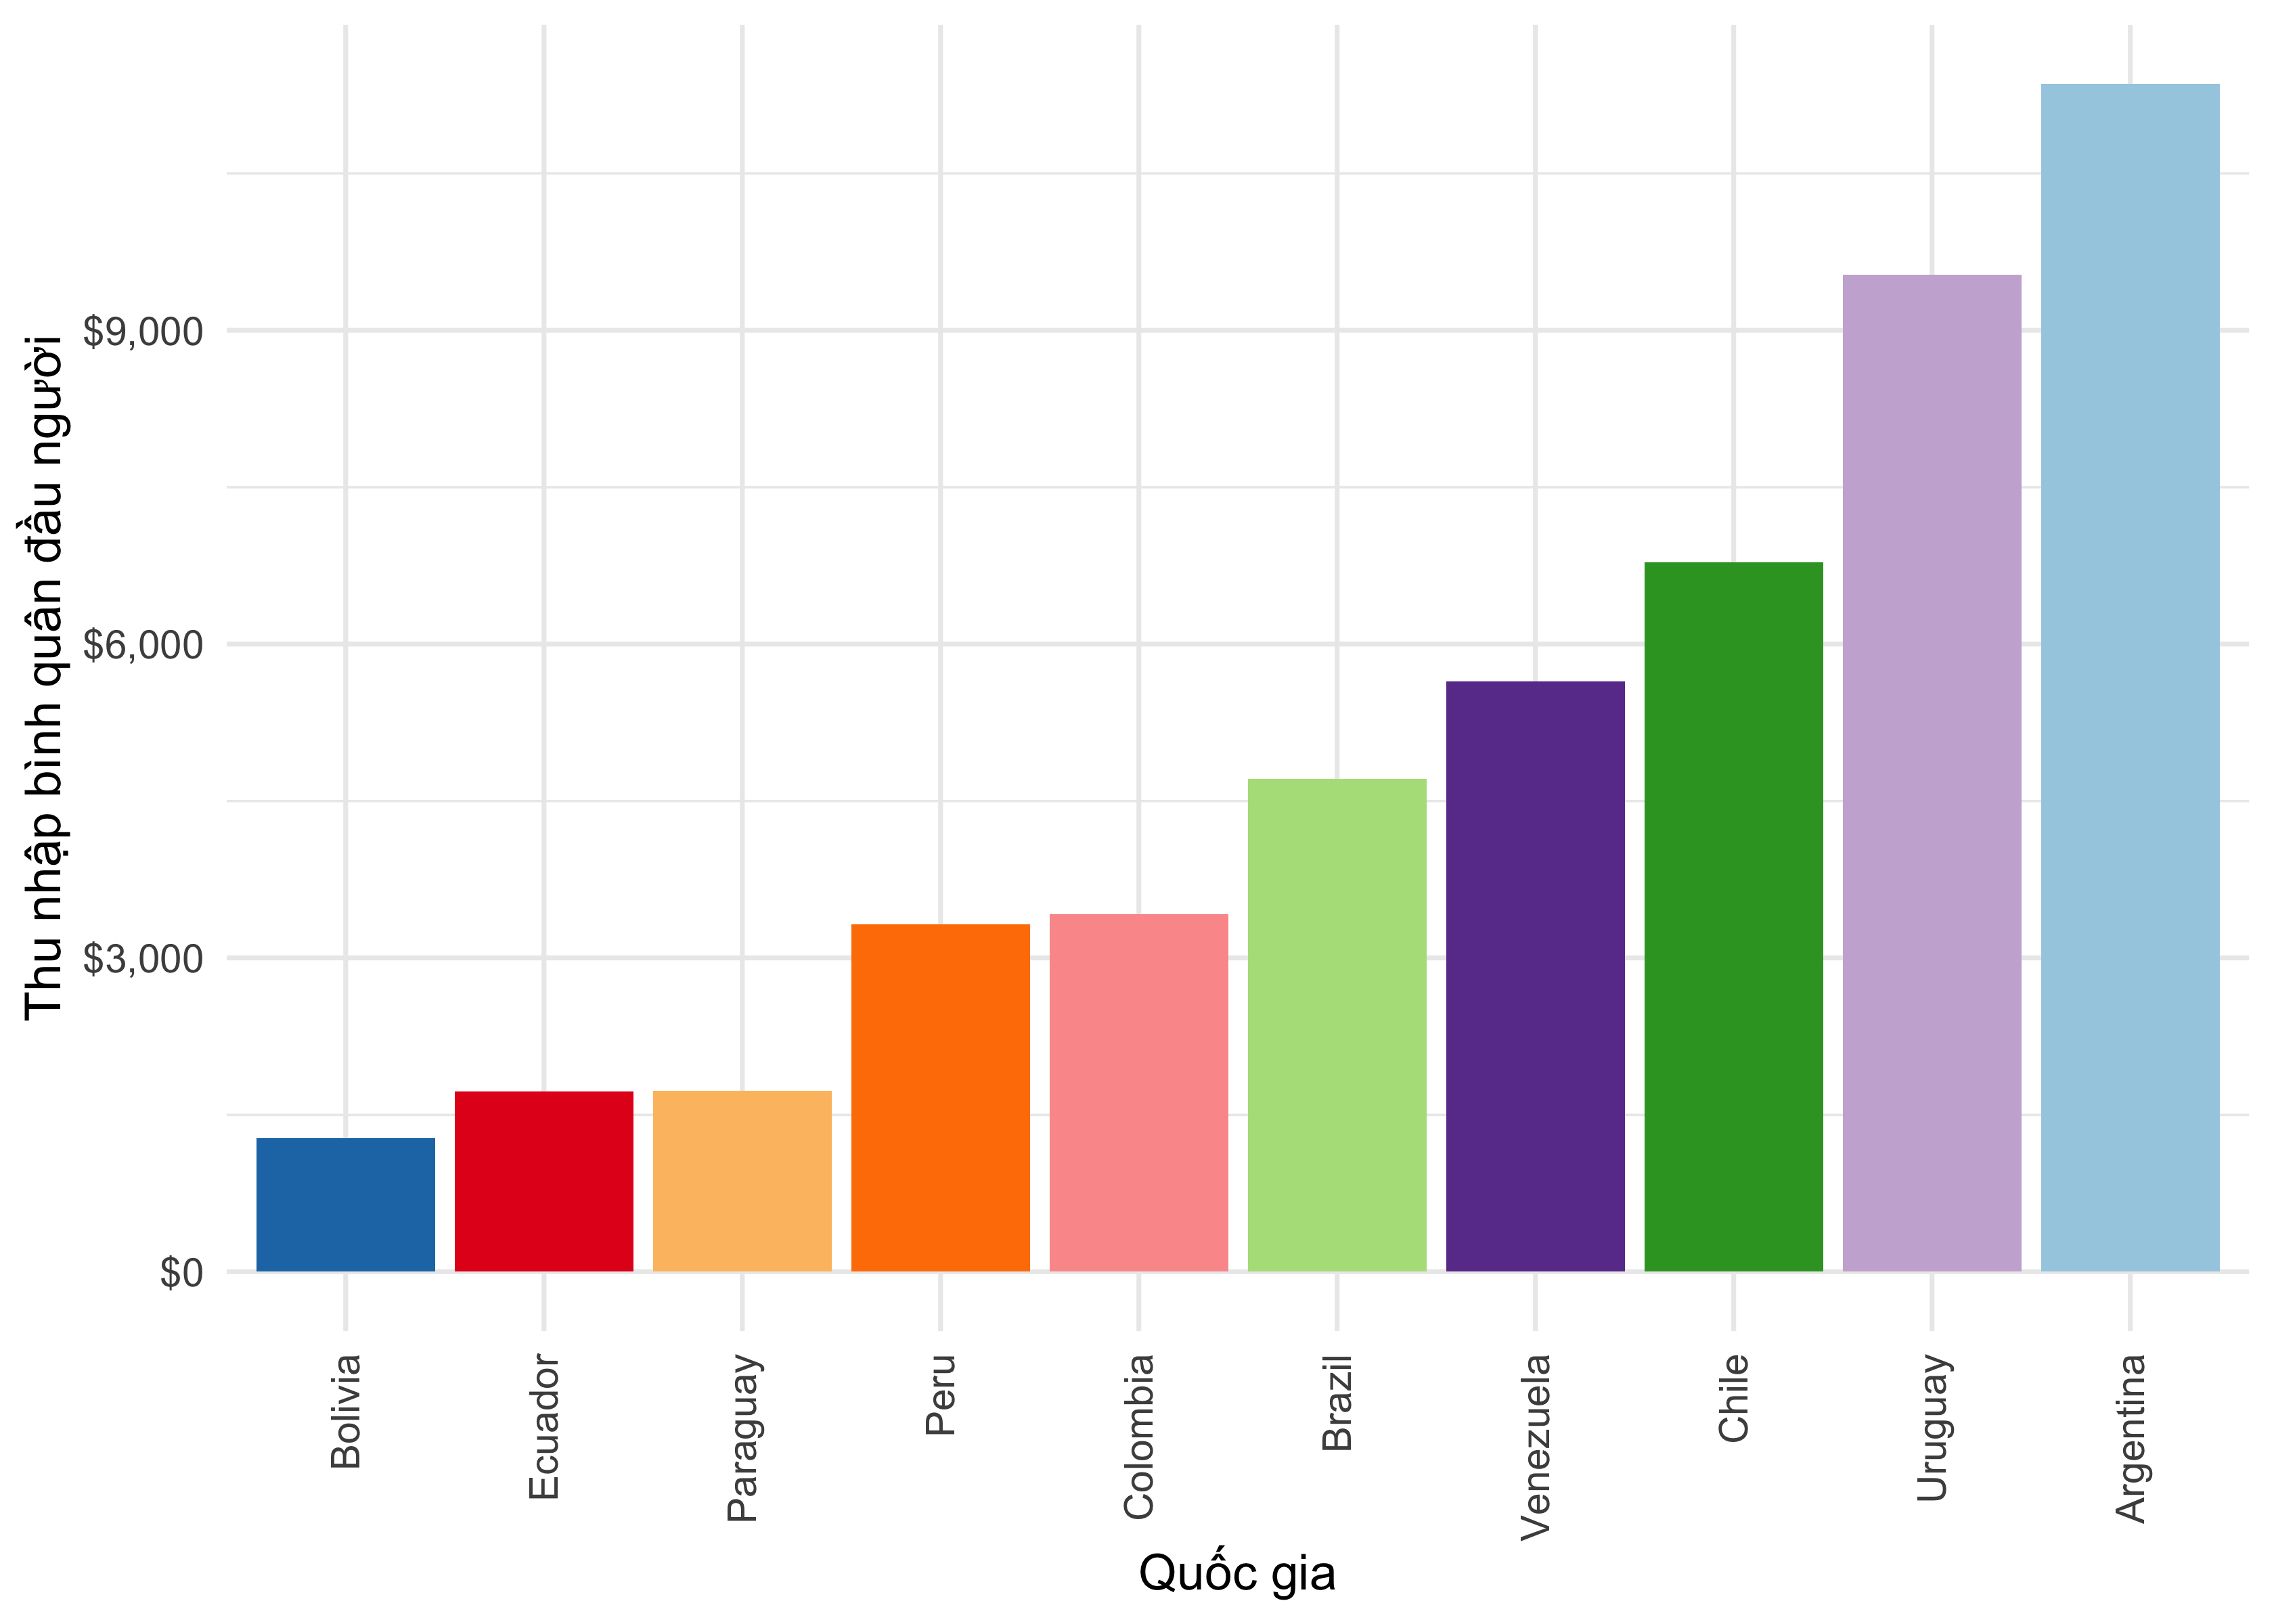 Thu nhập bình quân đầu người
$9,000
$6,000
$3,000
$0
Bolivia
Ecuador
Paraguay
Peru
Colombia
Brazil
Venezuela
Chile
Uruguay
Argentina
Quốc gia